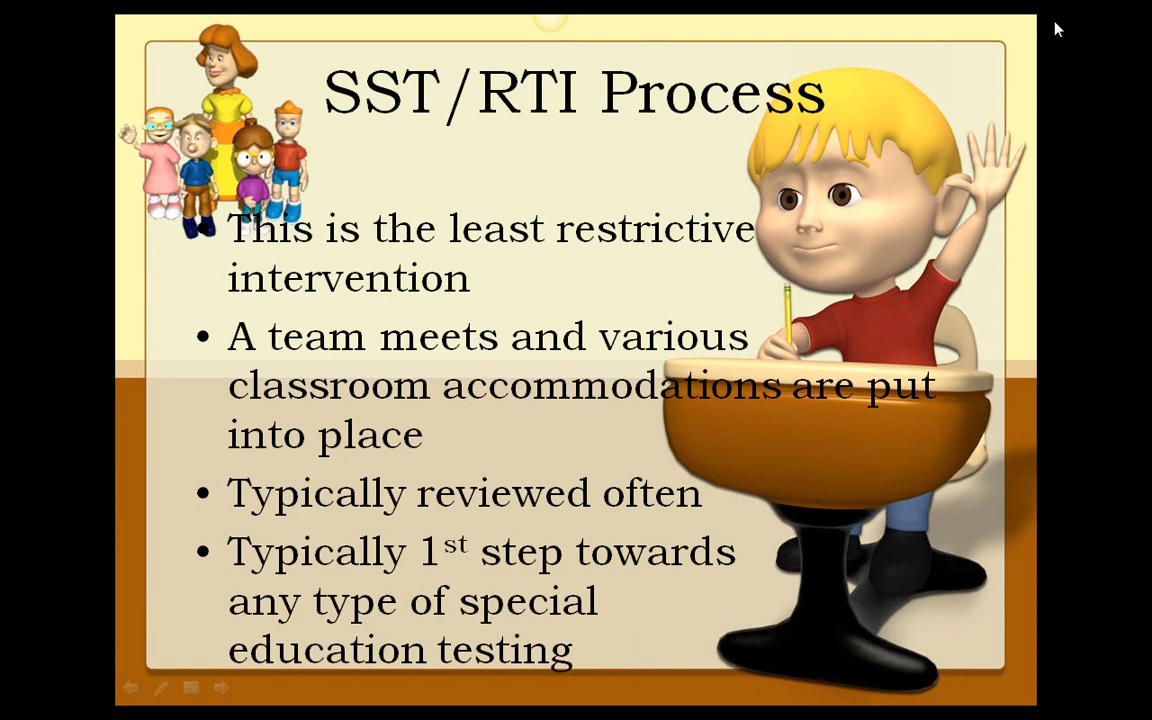 SST/RTI Process
• This is the least restrictive
intervention
• A team meets and various
classroom accommodations are put
into place
• Typically reviewed often
• Typically 1st step towards
any type of special
education testing